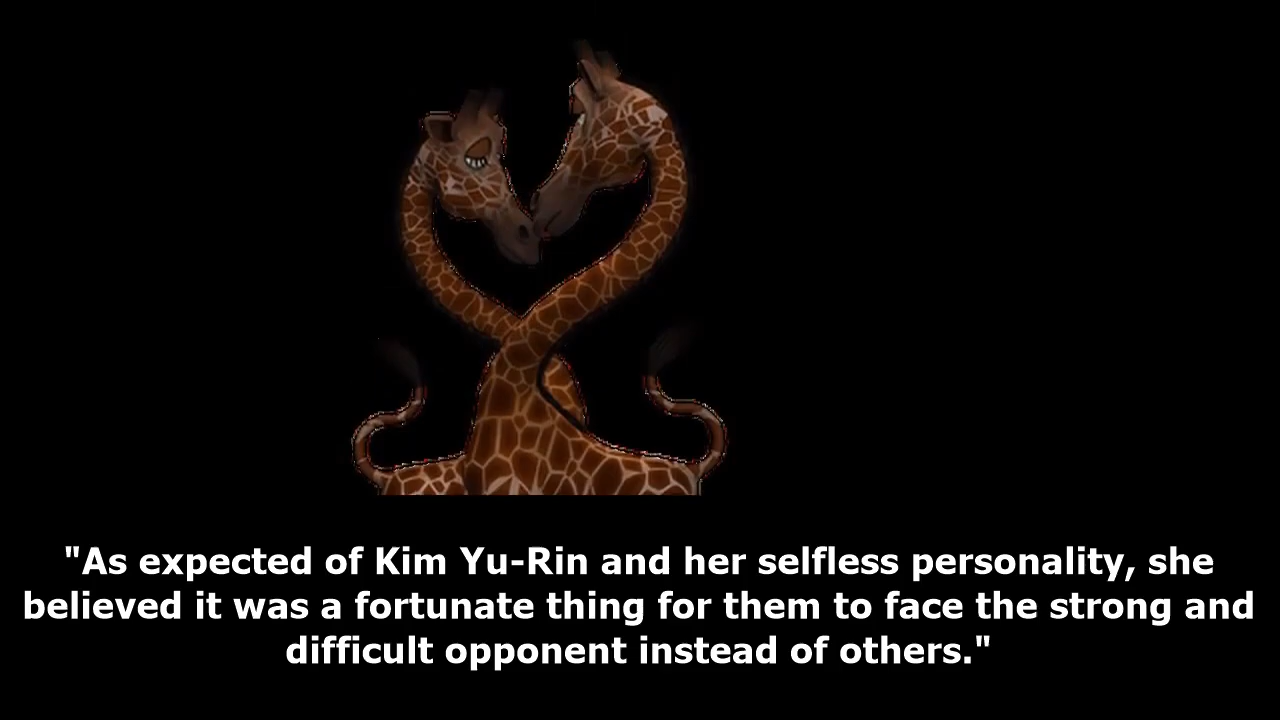 "As expected of Kim Yu-Rin and her selfless personality, she
believed it was a fortunate thing for them to face the strong and
difficult opponent instead of others."